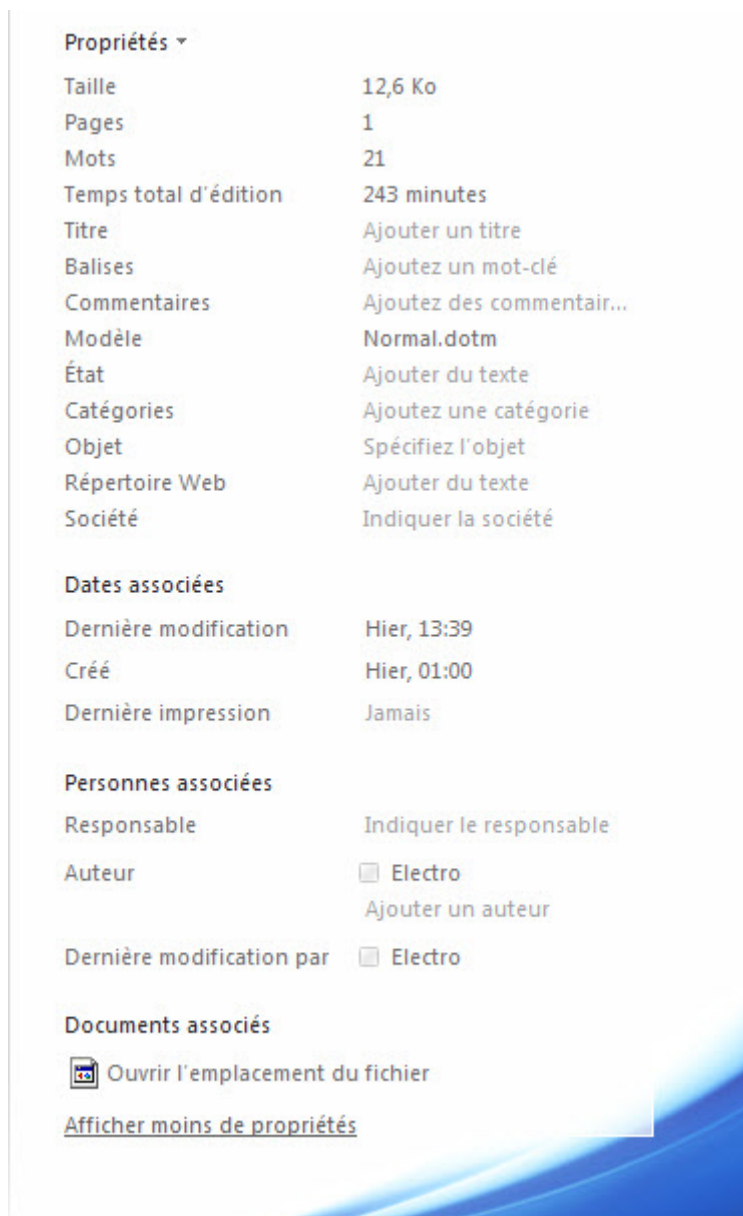 Propriétés
Taille 12,6 Ko
Pages 1
Mots 21
Temps total d'édition 243 minutes
Titre Ajouter un titre
Balises Ajoutez un mot-clé
Commentaires Ajoutez des commentair...
Modèle Normal.dotm
État Ajouter du texte
Catégories Ajoutez une catégorie
Objet Spécifiez l'objet
Répertoire Web Ajouter du texte
Société Indiquer la société
Dates associées
Dernière modification Hier, 13:39
Créé Hier, 01:00
Dernière impression Jamais
Personnes associées
Responsable Indiquer le responsable
Auteur Electro
Ajouter un auteur
Dernière modification par Electro
Documents associés
Ouvrir l'emplacement du fichier
Afficher moins de propriétés